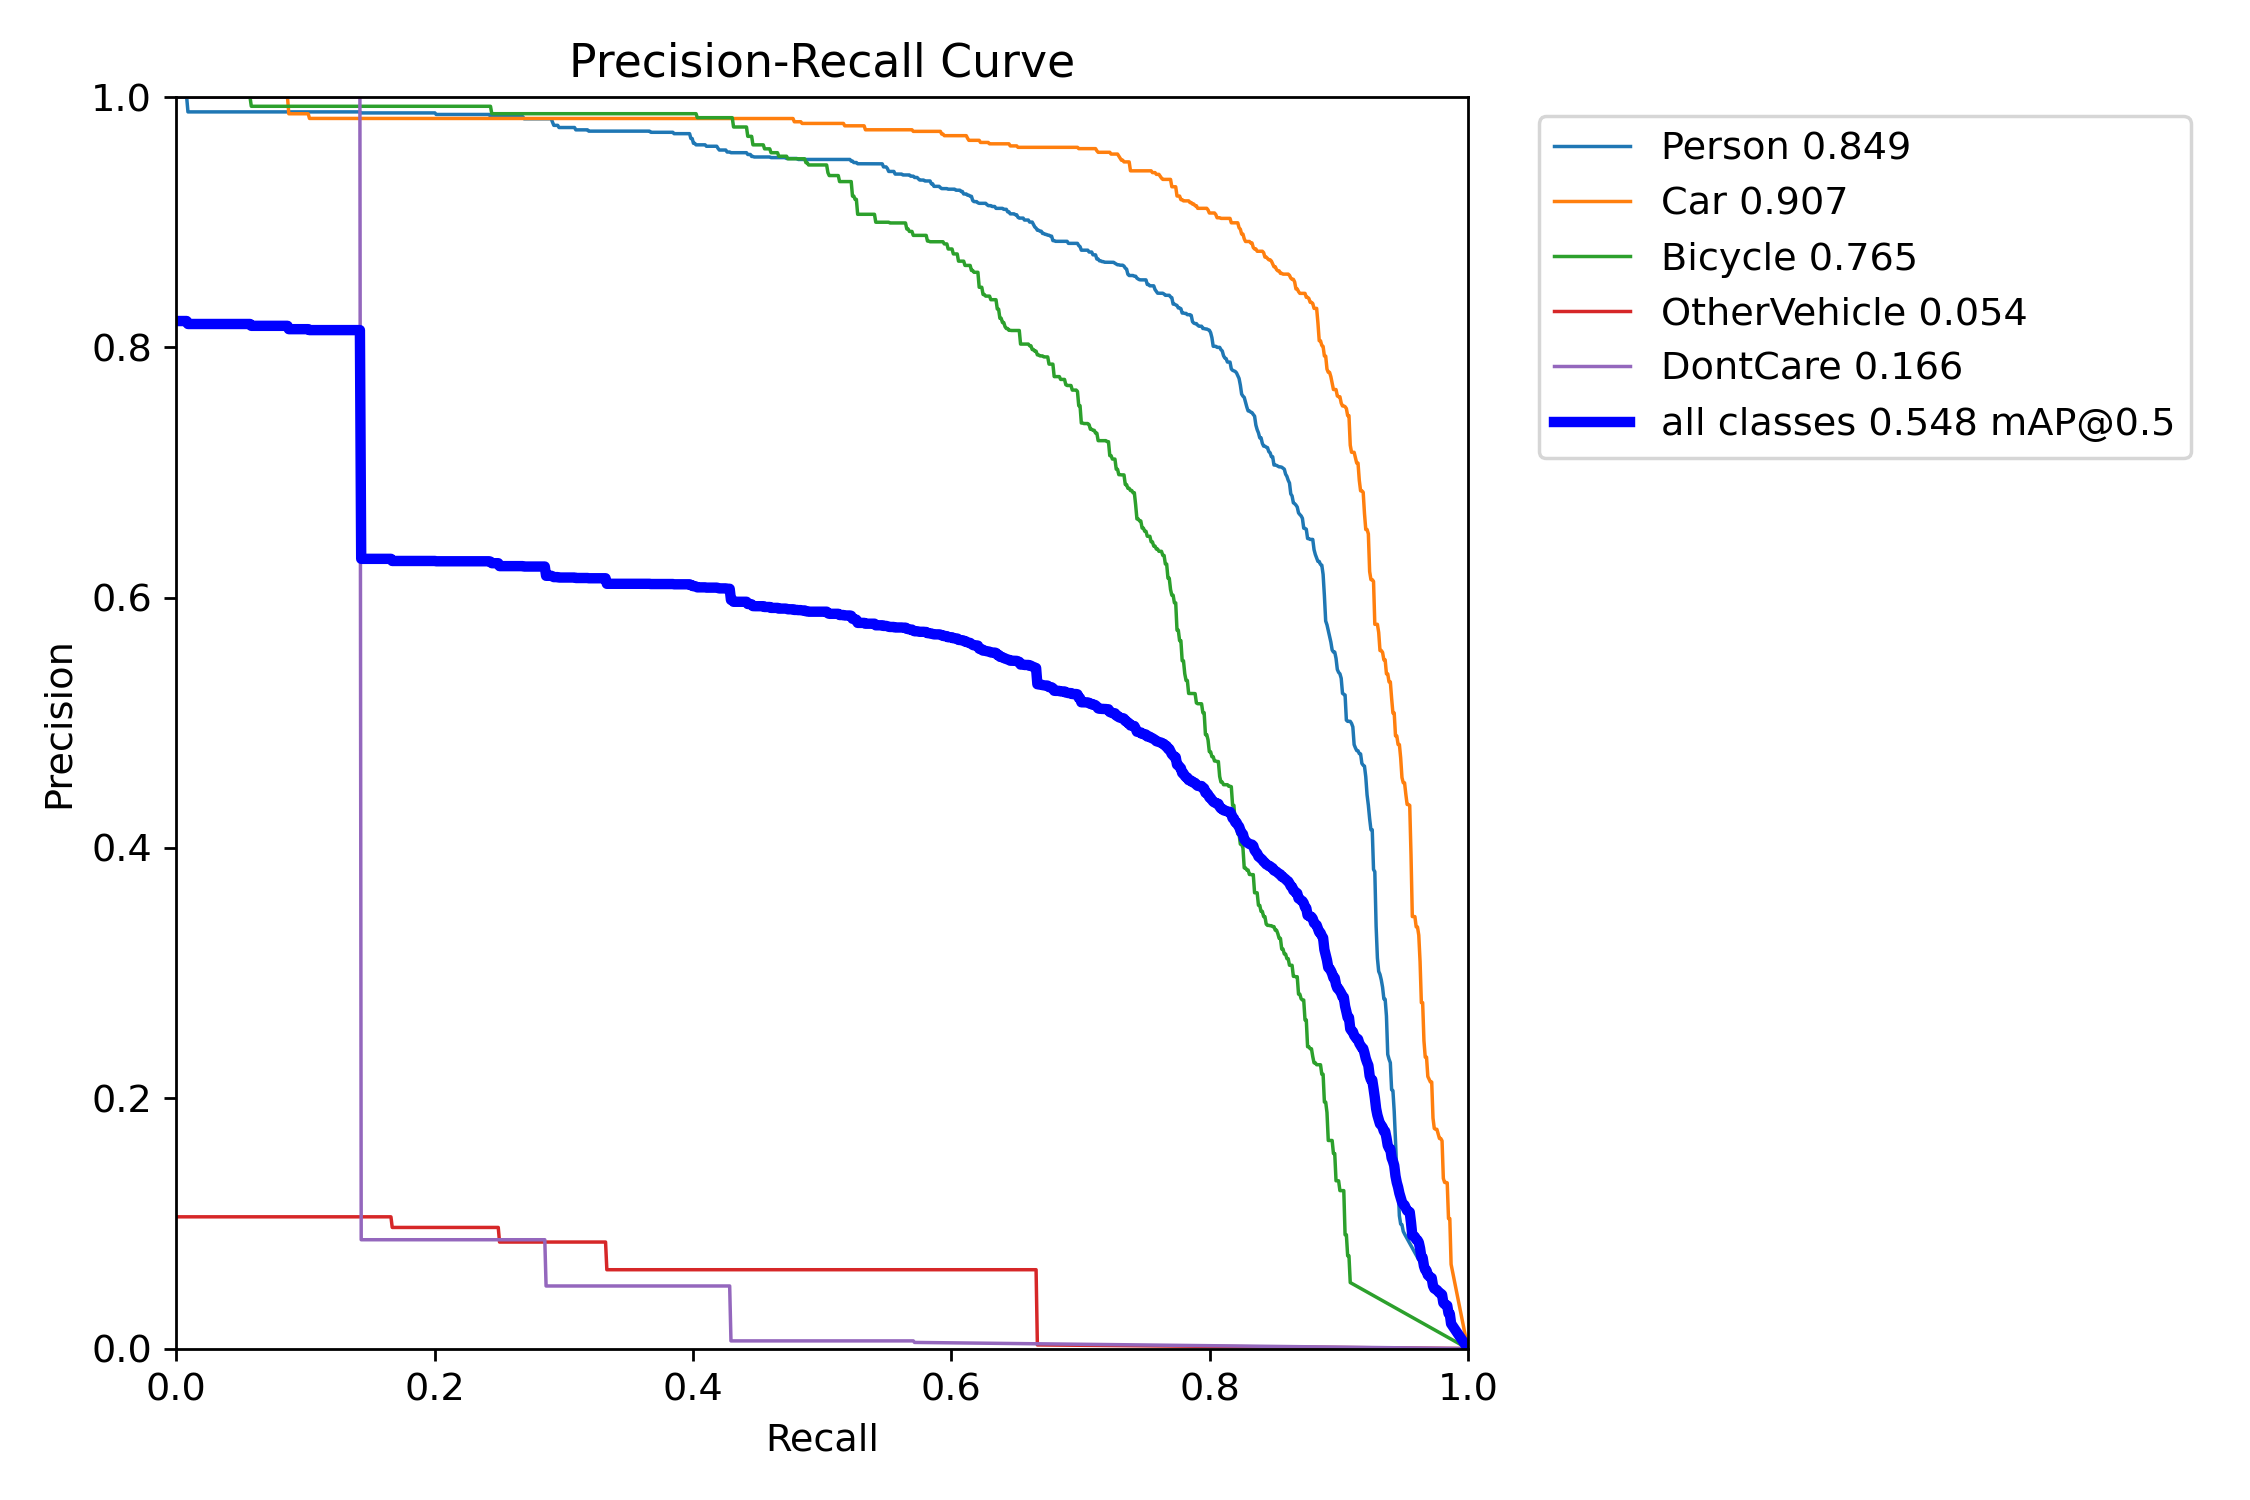 Precision-Recall Curve
1.0
0.8
0.6
0.4
0.2
0.0
Precision
0.0 0.2 0.4 0.6 0.8 1.0
Recall
Person 0.849
Car 0.907
Bicycle 0.765
OtherVehicle 0.054
DontCare 0.166
all classes 0.548 mAP@0.5